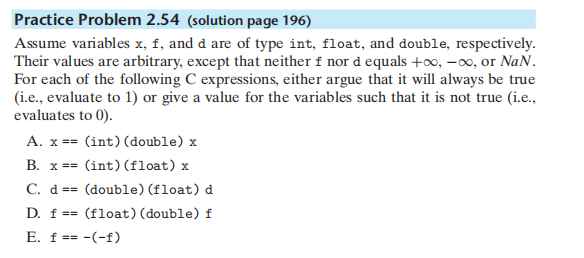 Practice Problem 2.54 (solution page 196)
Assume variables x, f, and d are of type int, float, and double, respectively.
Their values are arbitrary, except that neither f nor d equals +∞, −∞, or NaN.
For each of the following C expressions, either argue that it will always be true
(i.e., evaluate to 1) or give a value for the variables such that it is not true (i.e.,
evaluates to 0).
A. x == (int)(double) x
B. x == (int)(float) x
C. d == (double)(float) d
D. f == (float)(double) f
E. f == -(-f)